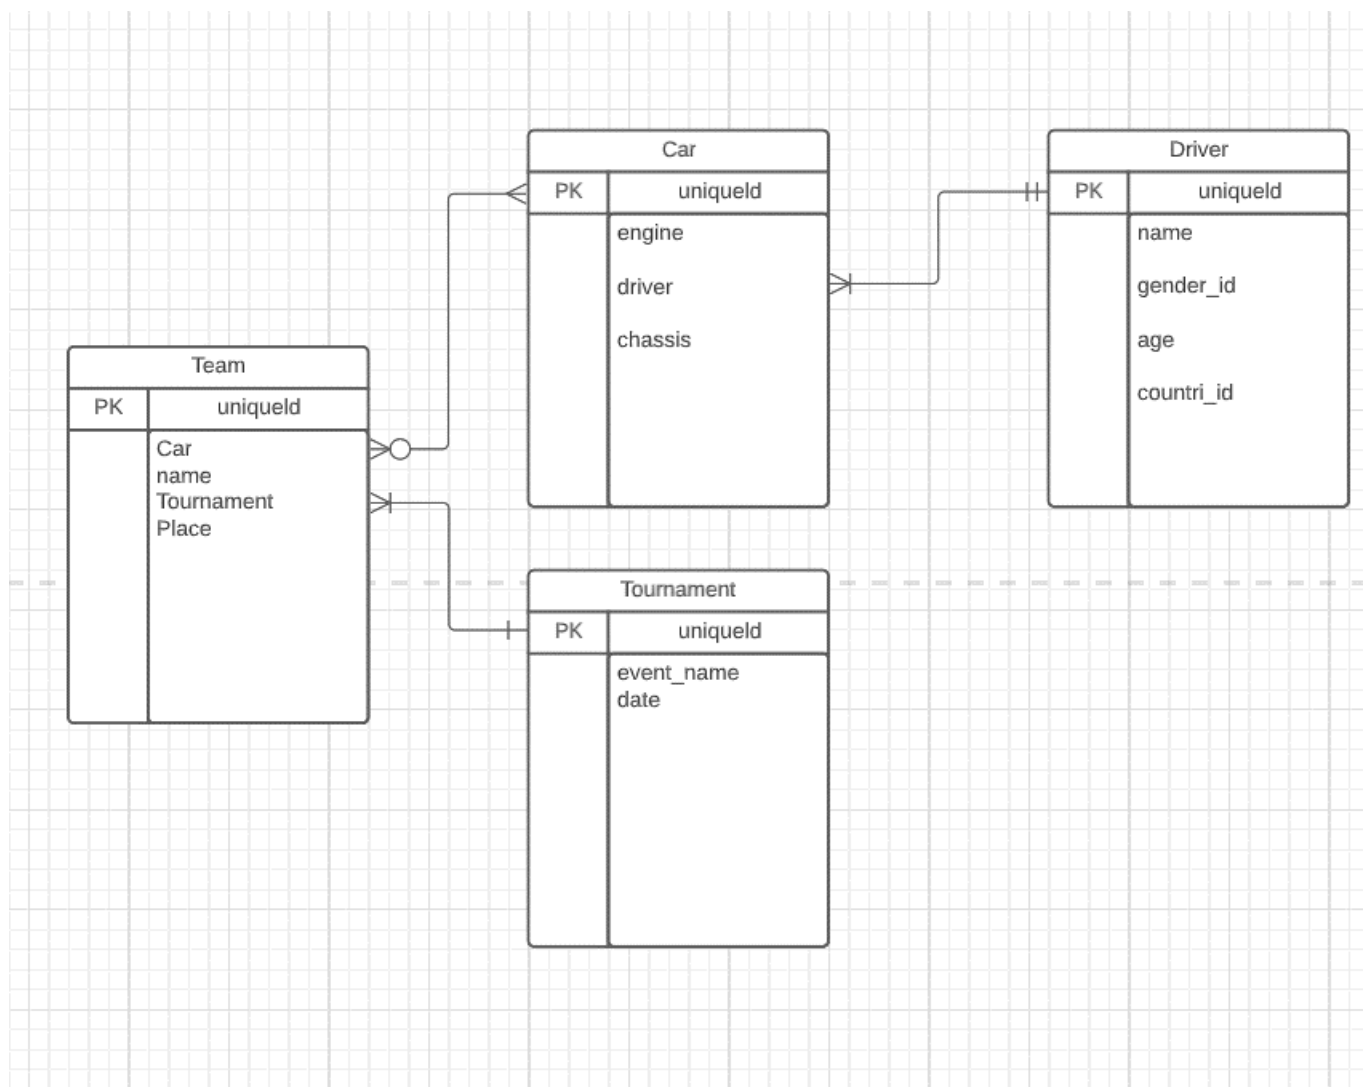 Car
PK uniqueId
engine
driver
chassis
Driver
PK uniqueId
name
gender_id
age
countri_id
Team
PK uniqueId
Car
name
Tournament
Place
Tournament
PK uniqueId
event_name
date